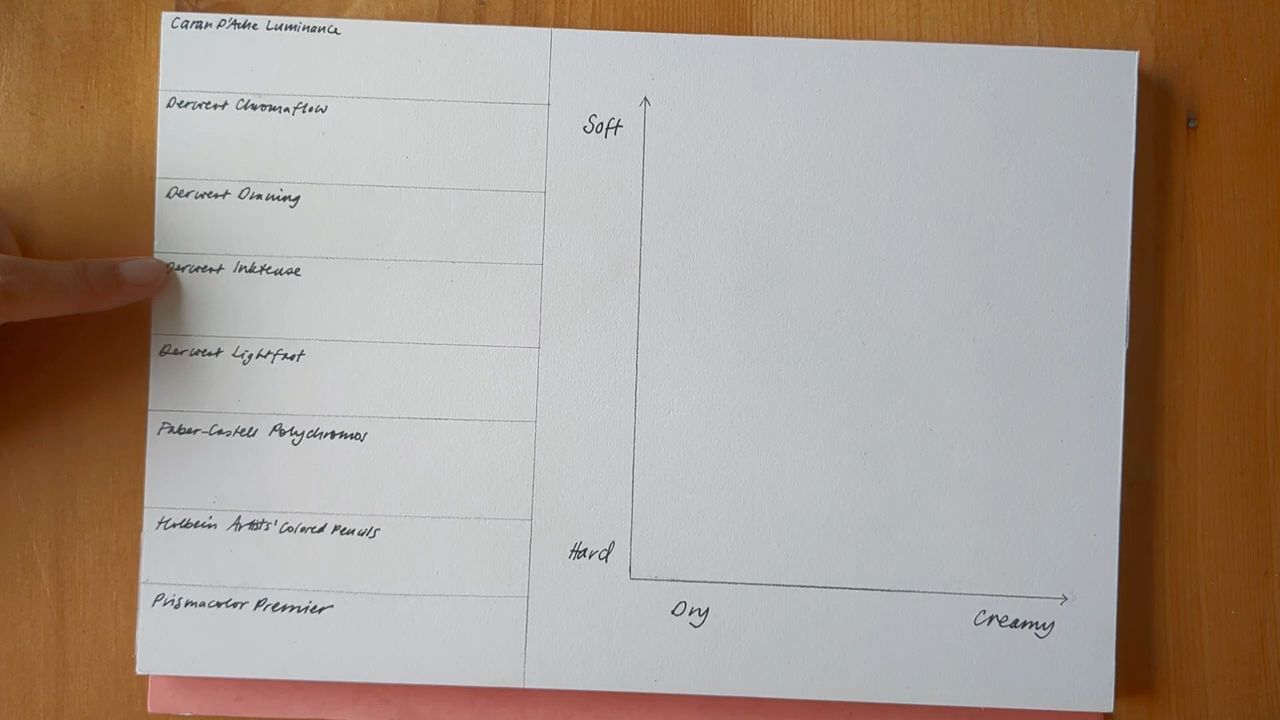 Caran D'Ache Luminance
Derwent Chromaflow
Derwent Drawing
Derwent Inktense
Derwent Lightfast
Faber-Castell Polychromos
Holbein Artists' Colored Pencils
Prismacolor Premier
Soft
Hard
Dry
Creamy